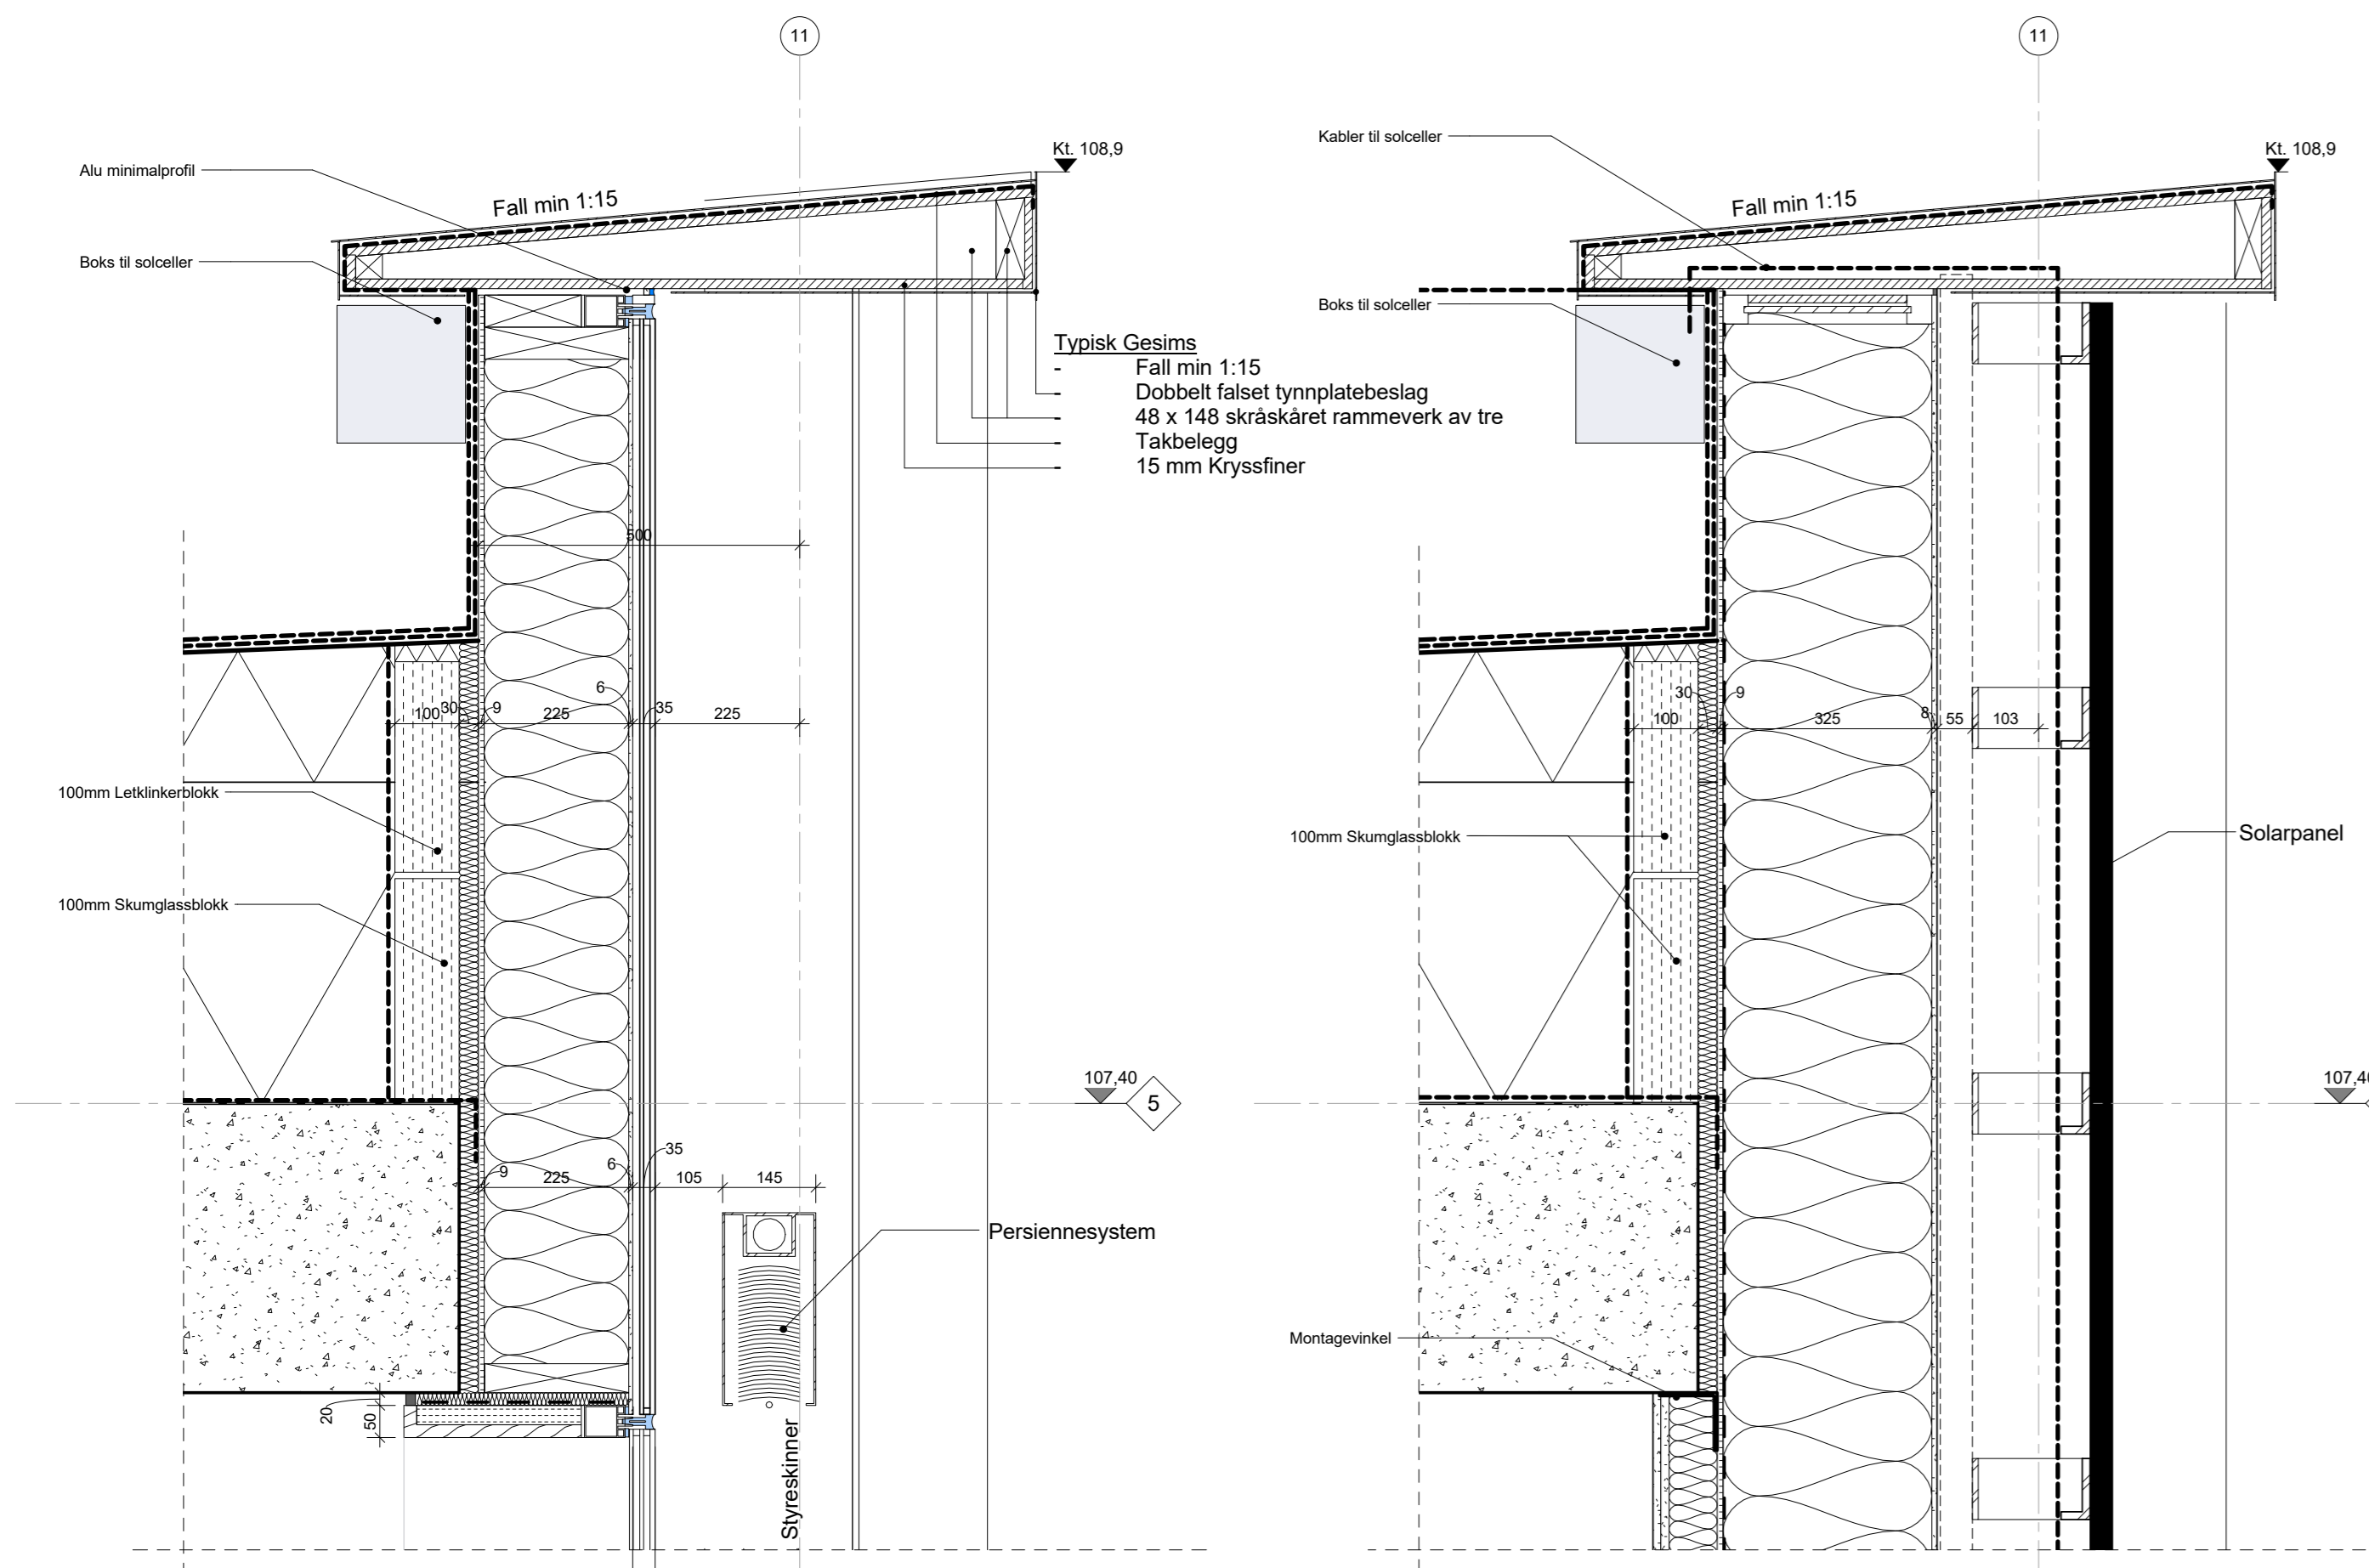 11
Alu minimalprofil
Boks til solceller
Fall min 1:15
Kt. 108,9
Typisk Gesims
- Fall min 1:15
- Dobbelt falset tynnplatebeslag
- 48 x 148 skråskåret rammeverk av tre
- Takbelegg
- 15 mm Kryssfiner
500
100 30 9 225 6 35 225
100mm Letklinkerblokk
100mm Skumglassblokk
107,40
5
9 225 6 35 105 145
Persiennesystem
20
50
Styreskinner
11
Kabler til solceller
Boks til solceller
Fall min 1:15
Kt. 108,9
100 30 9 325 8 55 103
100mm Skumglassblokk
Solarpanel
107,40
Montagevinkel